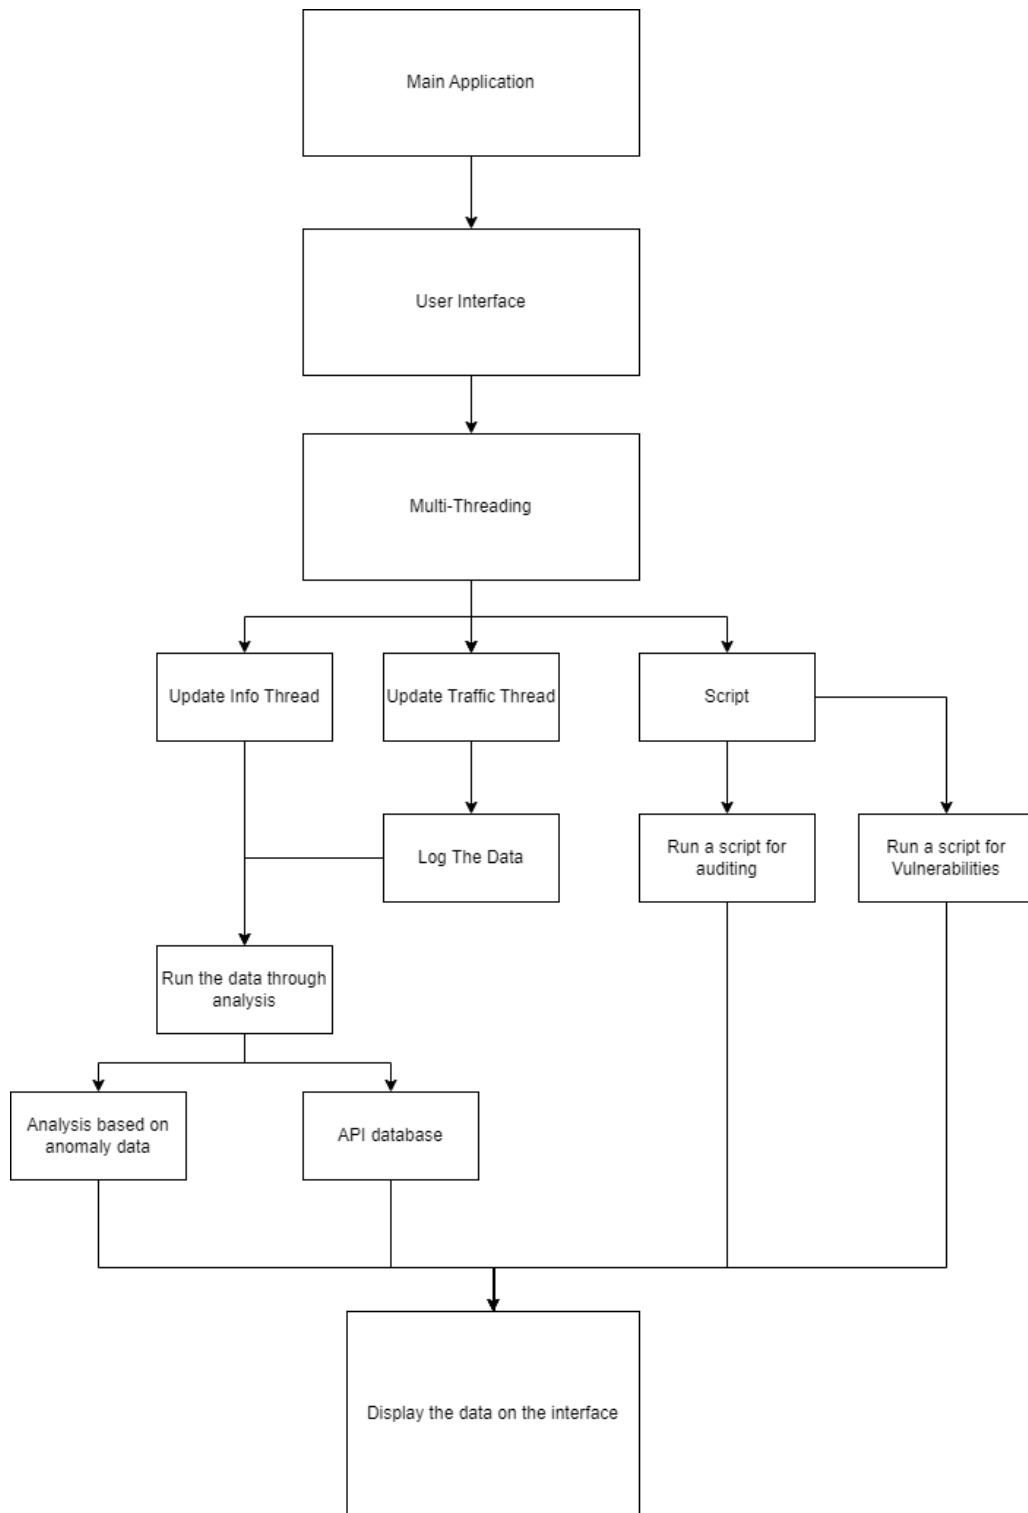 Main Application
User Interface
Multi-Threading
Update Info Thread
Update Traffic Thread
Script
Log The Data
Run a script for
auditing
Run a script for
Vulnerabilities
Run the data through
analysis
Analysis based on
anomaly data
API database
Display the data on the interface